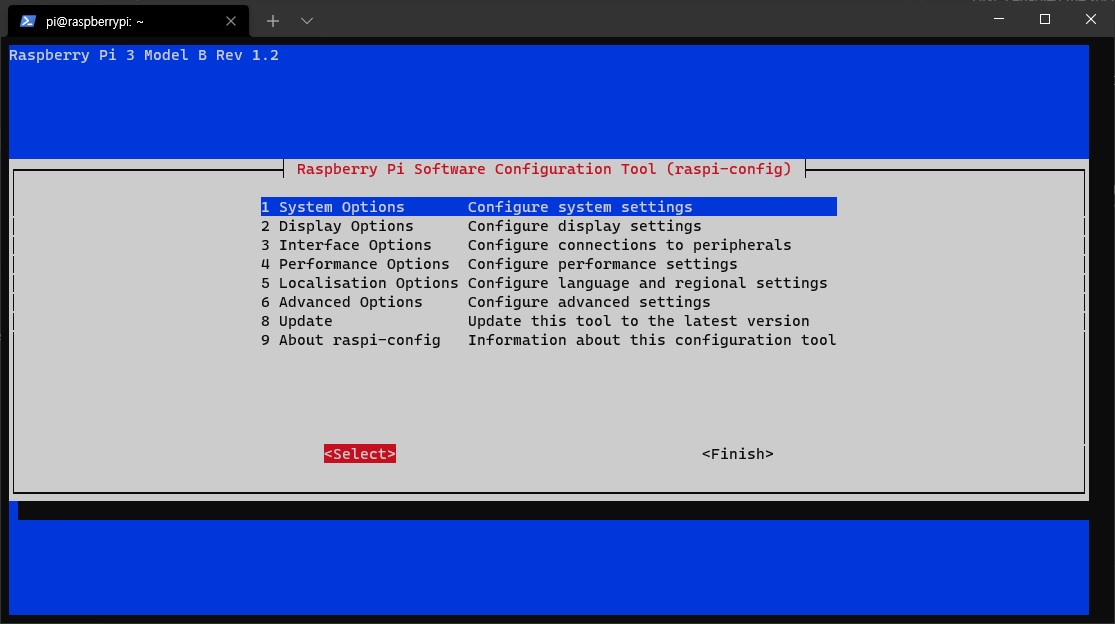 pi@raspberrypi: ~
Raspberry Pi 3 Model B Rev 1.2
Raspberry Pi Software Configuration Tool (raspi-config)
1 System Options Configure system settings
2 Display Options Configure display settings
3 Interface Options Configure connections to peripherals
4 Performance Options Configure performance settings
5 Localisation Options Configure language and regional settings
6 Advanced Options Configure advanced settings
8 Update Update this tool to the latest version
9 About raspi-config Information about this configuration tool
<Select> <Finish>